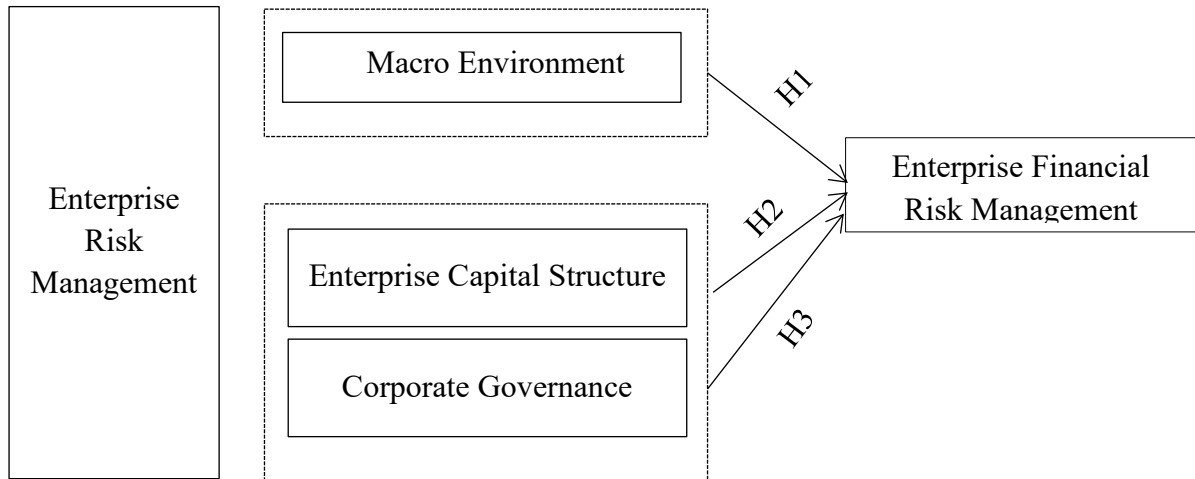 Enterprise
Risk
Management
Macro Environment
H1
Enterprise Capital Structure
Corporate Governance
H2
H3
Enterprise Financial
Risk Management